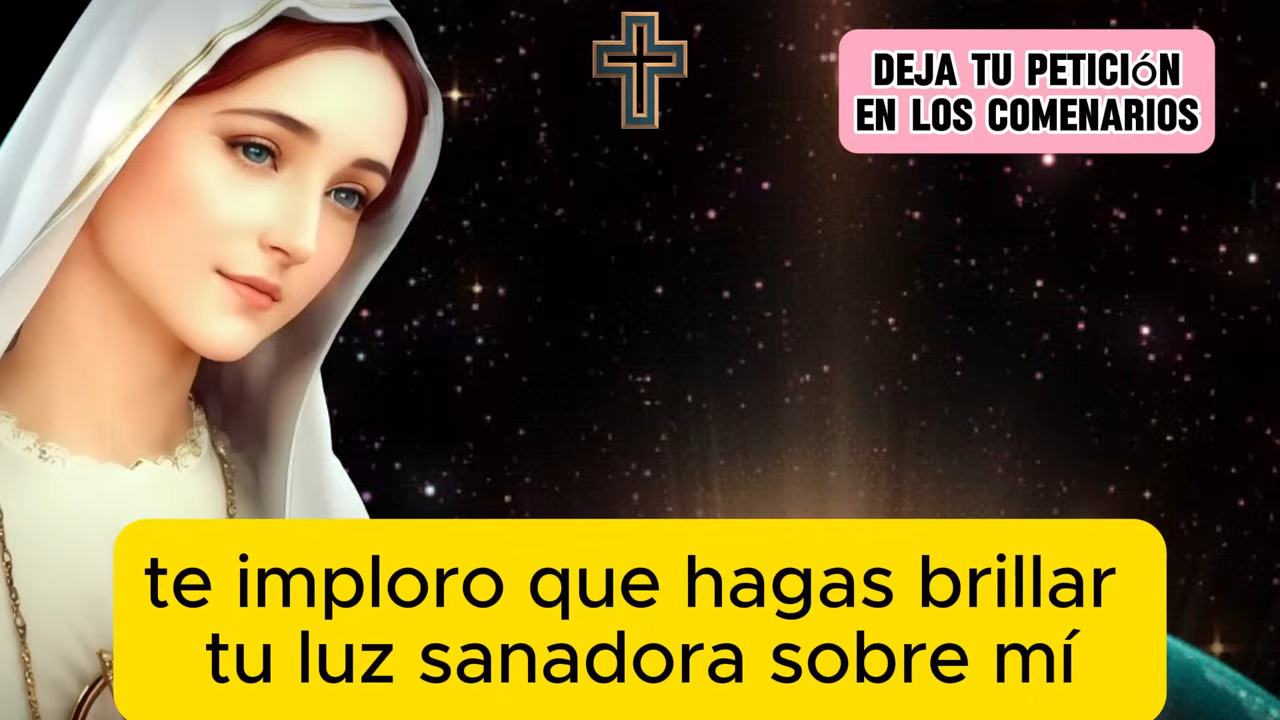 DEJA TU PETICIÓN
EN LOS COMENARIOS
te imploro que hagas brillar
tu luz sanadora sobre mí